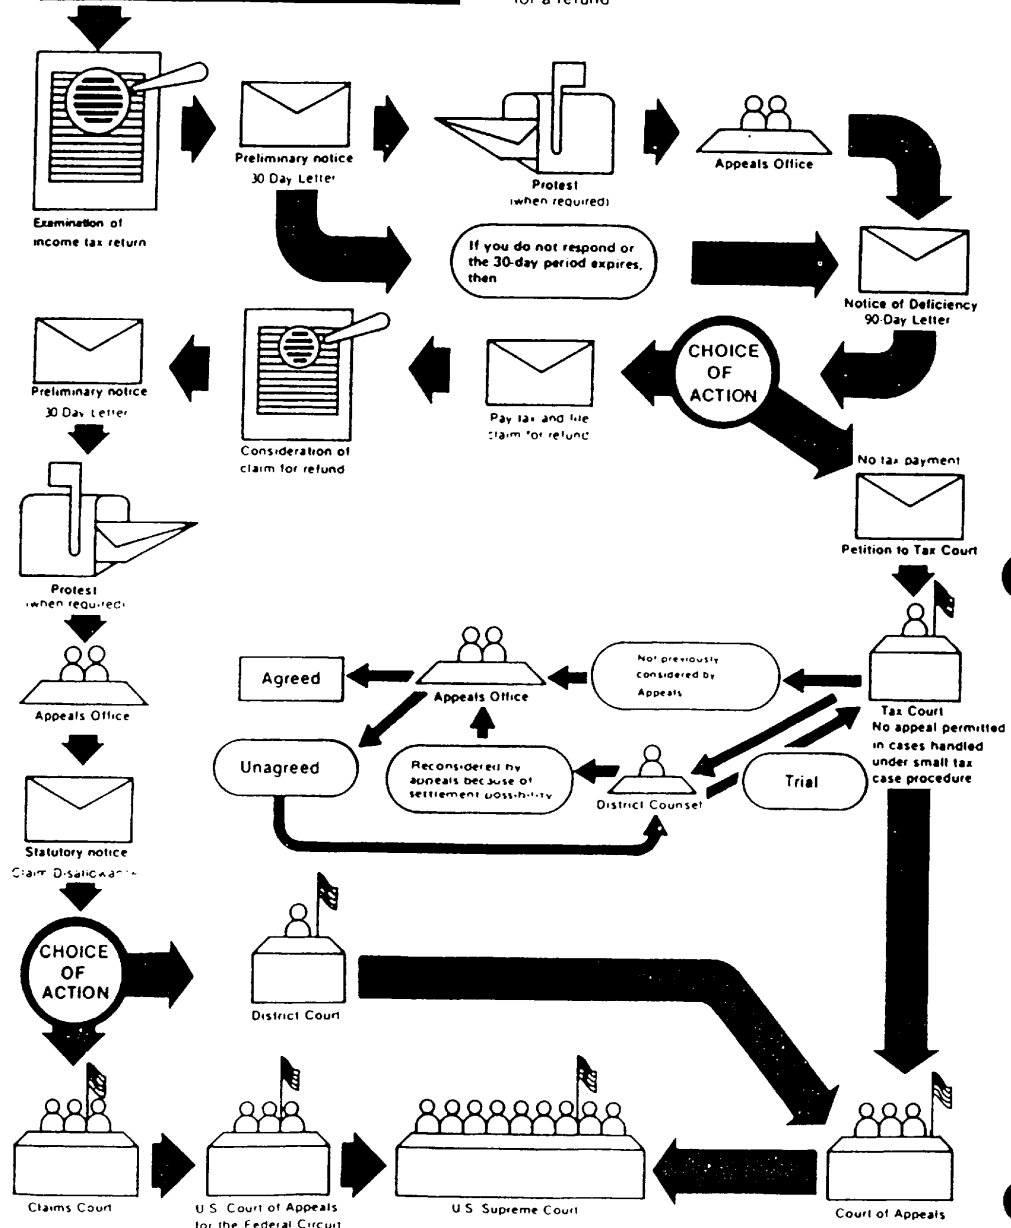 for a refund
Preliminary notice
30 Day Letter
Protest
(when required)
Appeals Office
Examination of
income tax return
If you do not respond or
the 30-day period expires,
then
Notice of Deficiency
90-Day Letter
CHOICE
OF
ACTION
Pay tax and file
claim for refund
Consideration of
claim for refund
Preliminary notice
30 Day Letter
No tax payment
Petition to Tax Court
Protest
(when required)
Appeals Office
Statutory notice
Claim Disallowance
Agreed
Appeals Office
Not previously
considered by
Appeals
Tax Court
No appeal permitted
in cases handled
under small tax
case procedure
Unagreed
Reconsidered by
appeals because of
settlement possibility
District Counsel
Trial
CHOICE
OF
ACTION
District Court
Claims Court
U.S. Court of Appeals
for the Federal Circuit
U.S. Supreme Court
Court of Appeals